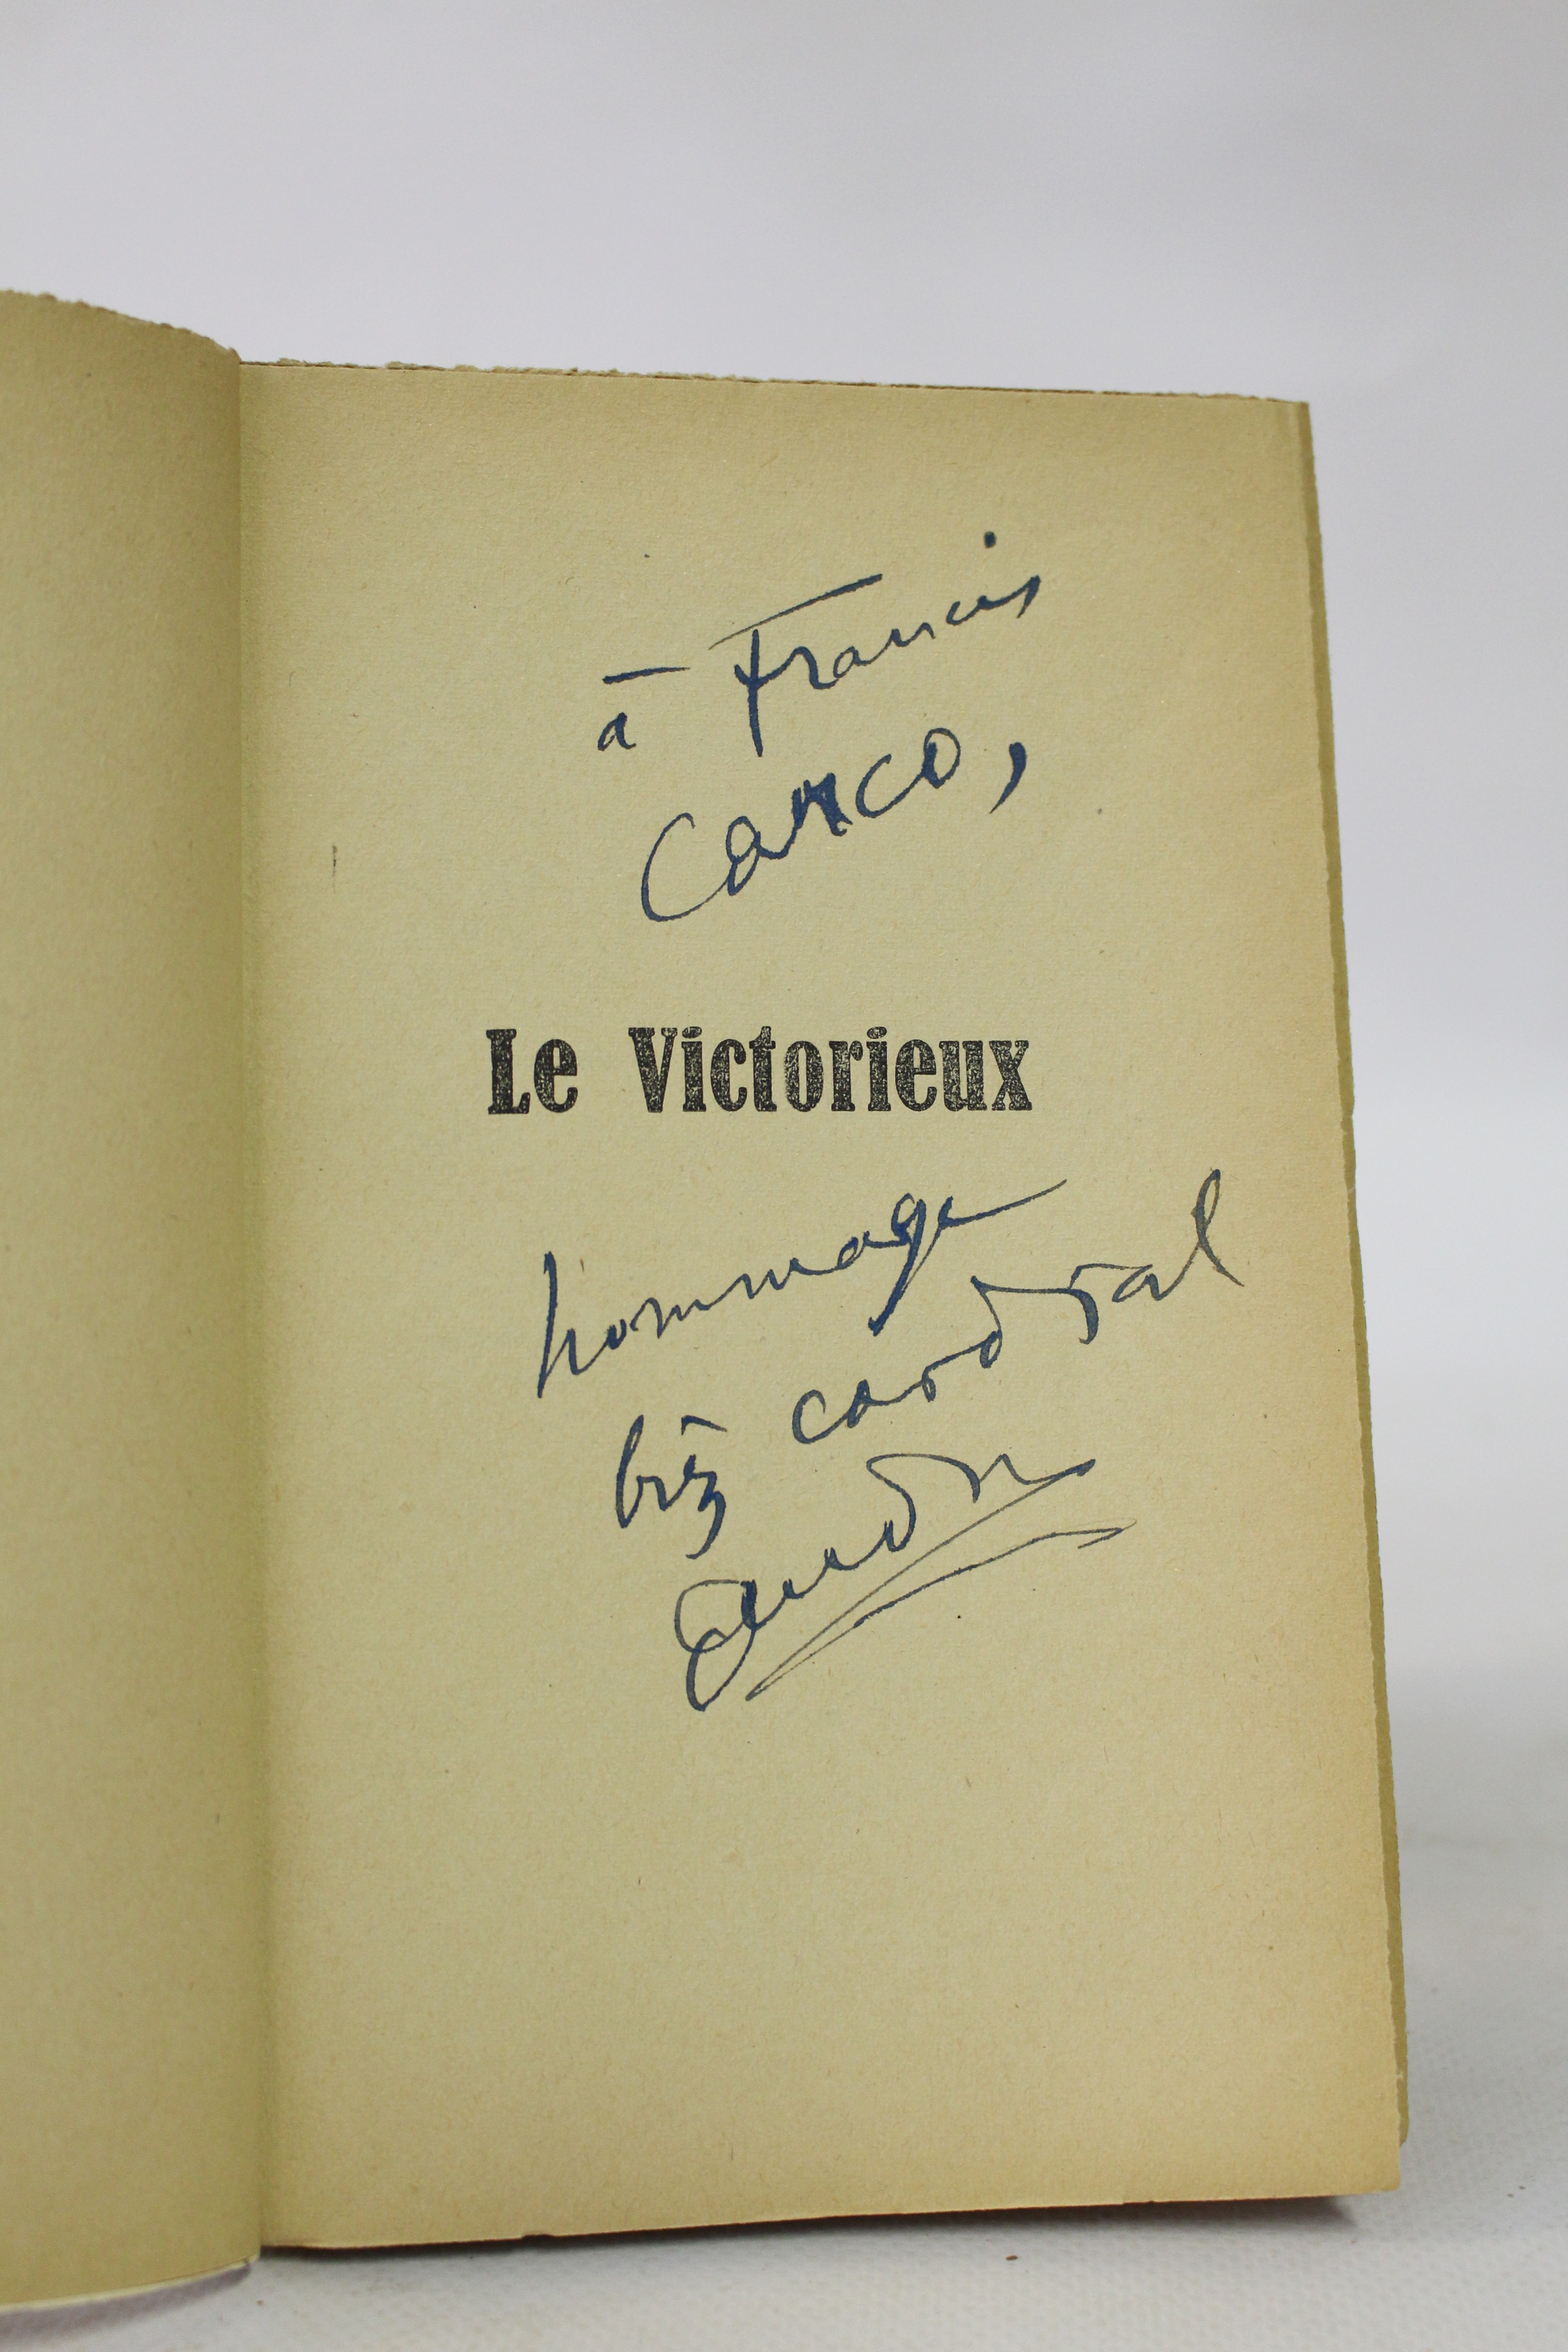 à Francis
Carco,
Le Victorieux
hommage
très cordial